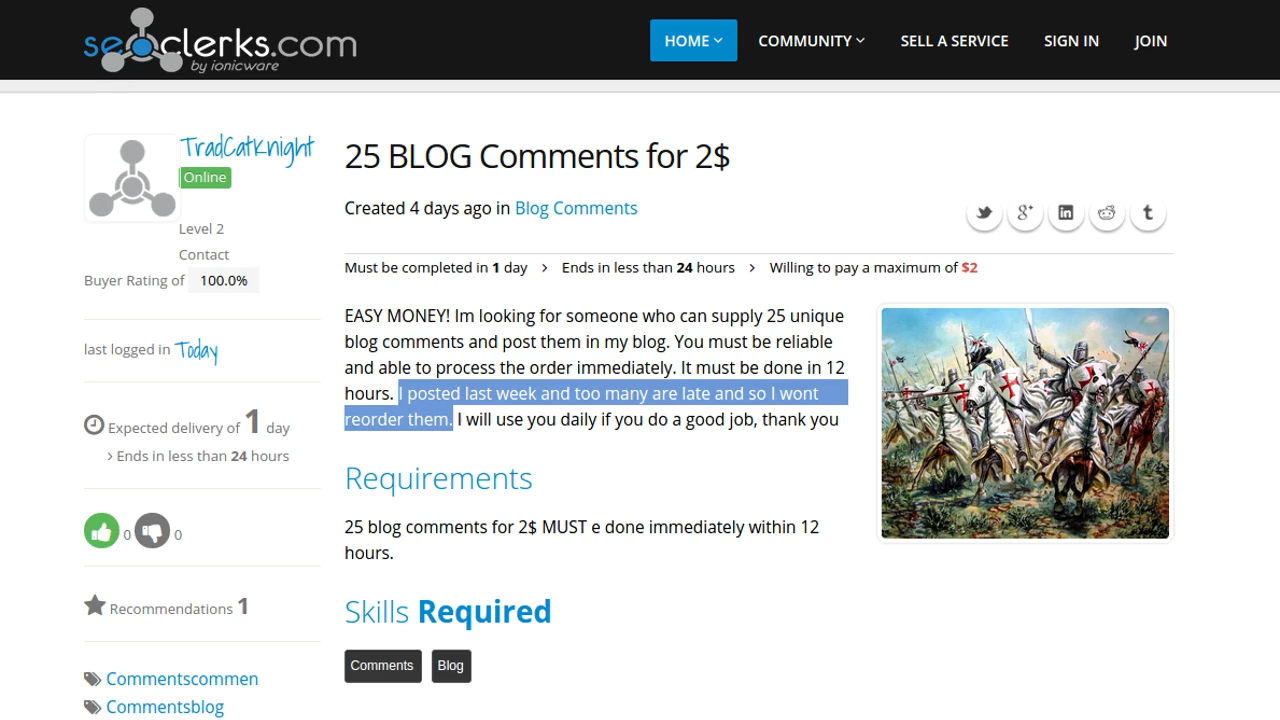 seoclerks.com
by ionicware
HOME
COMMUNITY
SELL A SERVICE
SIGN IN
JOIN
TradCatKnight
Online
Level 2
Contact
Buyer Rating of 100.0%
last logged in Today
Expected delivery of 1 day
› Ends in less than 24 hours
0
0
Recommendations 1
Commentscommen
Commentsblog
25 BLOG Comments for 2$
Created 4 days ago in Blog Comments
Must be completed in 1 day › Ends in less than 24 hours › Willing to pay a maximum of $2
EASY MONEY! Im looking for someone who can supply 25 unique
blog comments and post them in my blog. You must be reliable
and able to process the order immediately. It must be done in 12
hours. I posted last week and too many are late and so I wont
reorder them. I will use you daily if you do a good job, thank you
Requirements
25 blog comments for 2$ MUST e done immediately within 12
hours.
Skills Required
Comments
Blog